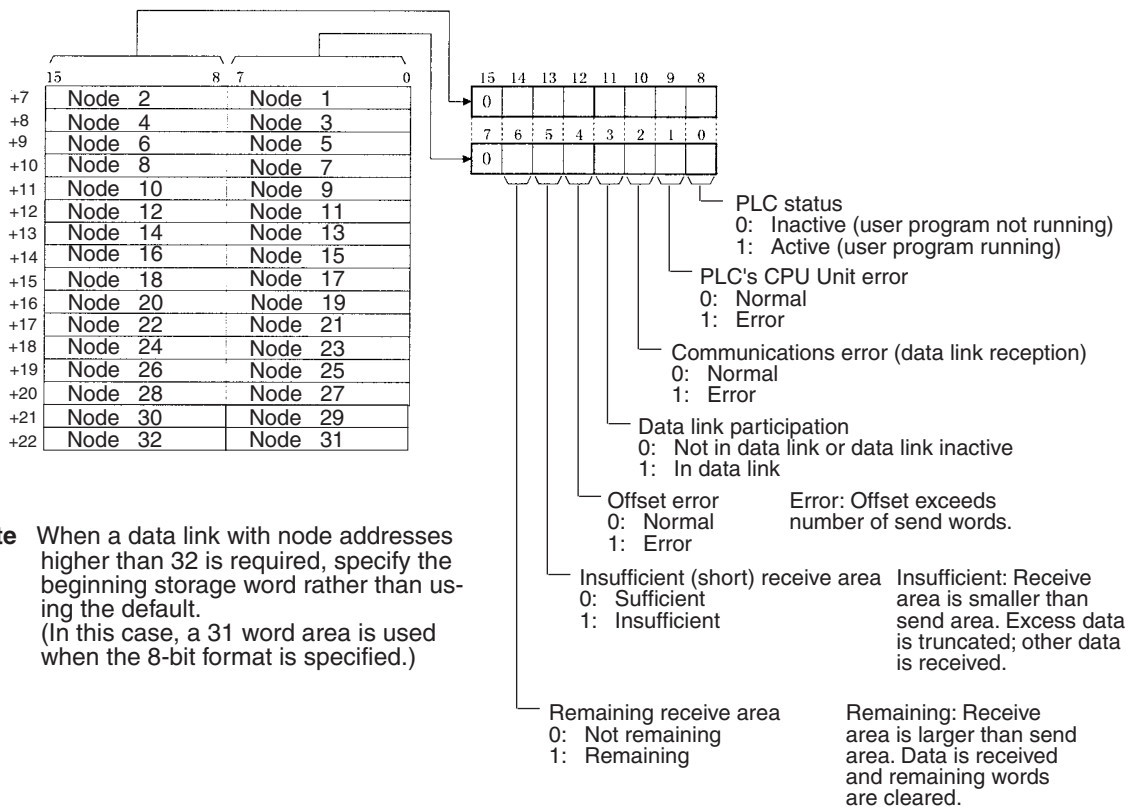 15 8 7 0
+7 Node 2 Node 1
+8 Node 4 Node 3
+9 Node 6 Node 5
+10 Node 8 Node 7
+11 Node 10 Node 9
+12 Node 12 Node 11
+13 Node 14 Node 13
+14 Node 16 Node 15
+15 Node 18 Node 17
+16 Node 20 Node 19
+17 Node 22 Node 21
+18 Node 24 Node 23
+19 Node 26 Node 25
+20 Node 28 Node 27
+21 Node 30 Node 29
+22 Node 32 Node 31
15 14 13 12 11 10 9 8
0
7 6 5 4 3 2 1 0
0
PLC status
0: Inactive (user program not running)
1: Active (user program running)
PLC's CPU Unit error
0: Normal
1: Error
Communications error (data link reception)
0: Normal
1: Error
Data link participation
0: Not in data link or data link inactive
1: In data link
Offset error
0: Normal
1: Error
Error: Offset exceeds
number of send words.
Insufficient (short) receive area
0: Sufficient
1: Insufficient
Insufficient: Receive
area is smaller than
send area. Excess data
is truncated; other data
is received.
Remaining receive area
0: Not remaining
1: Remaining
Remaining: Receive
area is larger than send
area. Data is received
and remaining words
are cleared.
te When a data link with node addresses
higher than 32 is required, specify the
beginning storage word rather than us-
ing the default.
(In this case, a 31 word area is used
when the 8-bit format is specified.)